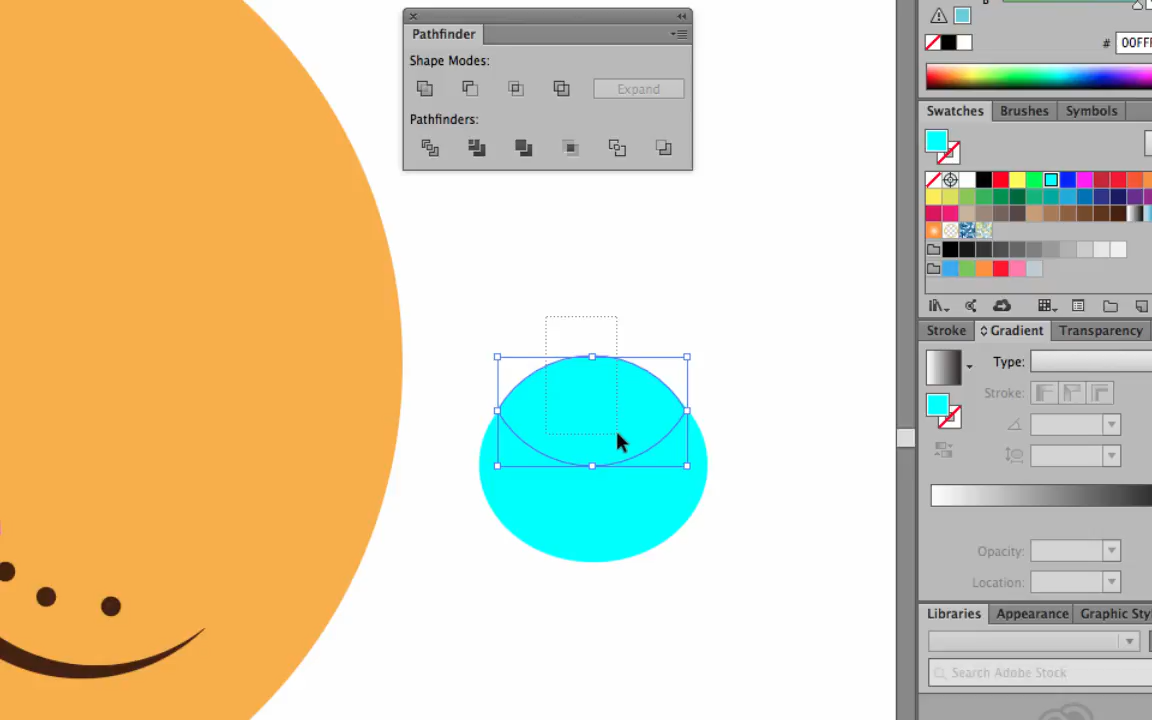 Pathfinder
Shape Modes:
Expand
Pathfinders:
# 00FFF
Swatches Brushes Symbols
Stroke Gradient Transparency
Type:
Stroke:
Opacity:
Location:
Libraries Appearance Graphic Sty
Search Adobe Stock